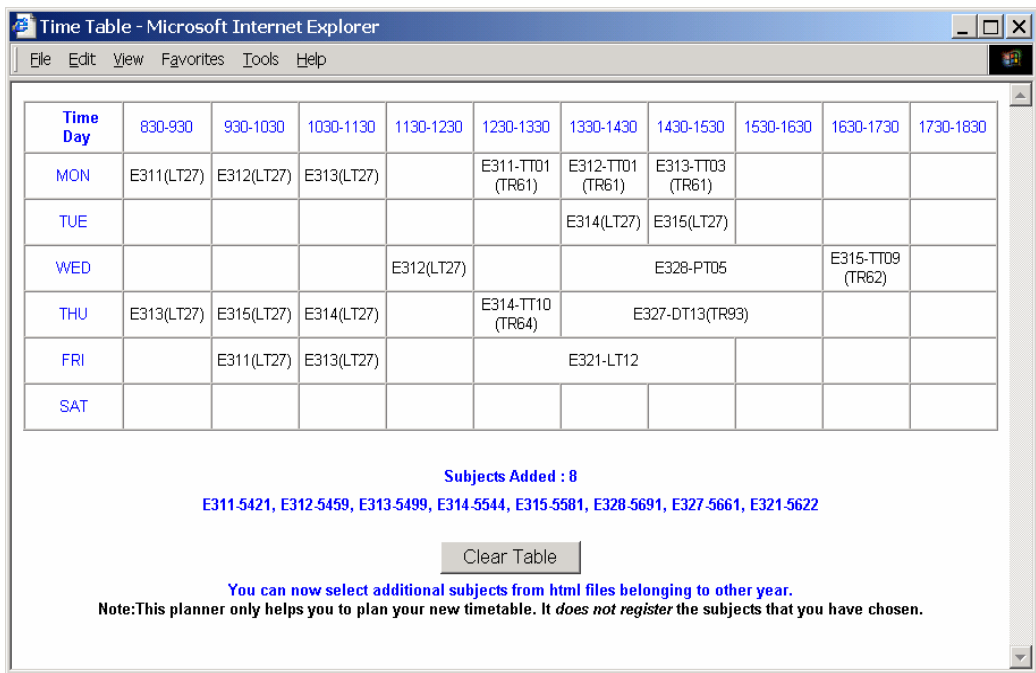 Time Table - Microsoft Internet Explorer
File Edit View Favorites Tools Help
Time Day 830-930 930-1030 1030-1130 1130-1230 1230-1330 1330-1430 1430-1530 1530-1630 1630-1730 1730-1830
MON E311(LT27) E312(LT27) E313(LT27) E311-TT01 (TR61) E312-TT01 (TR61) E313-TT03 (TR61)
TUE E314(LT27) E315(LT27)
WED E312(LT27) E328-PT05 E315-TT09 (TR62)
THU E313(LT27) E315(LT27) E314(LT27) E314-TT10 (TR64) E327-DT13(TR93)
FRI E311(LT27) E313(LT27) E321-LT12
SAT
Subjects Added : 8
E311-5421, E312-5459, E313-5499, E314-5544, E315-5581, E328-5691, E327-5661, E321-5622
Clear Table
You can now select additional subjects from html files belonging to other year.
Note:This planner only helps you to plan your new timetable. It does not register the subjects that you have chosen.